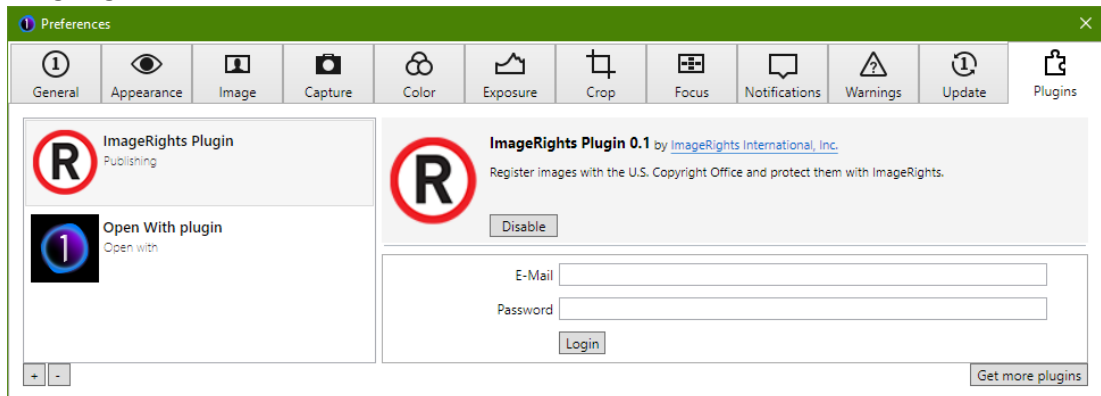 Preferences
General Appearance Image Capture Color Exposure Crop Focus Notifications Warnings Update Plugins
ImageRights Plugin
Publishing
Open With plugin
Open with
ImageRights Plugin 0.1 by ImageRights International, Inc.
Register images with the U.S. Copyright Office and protect them with ImageRights.
Disable
E-Mail
Password
Login
+ -
Get more plugins